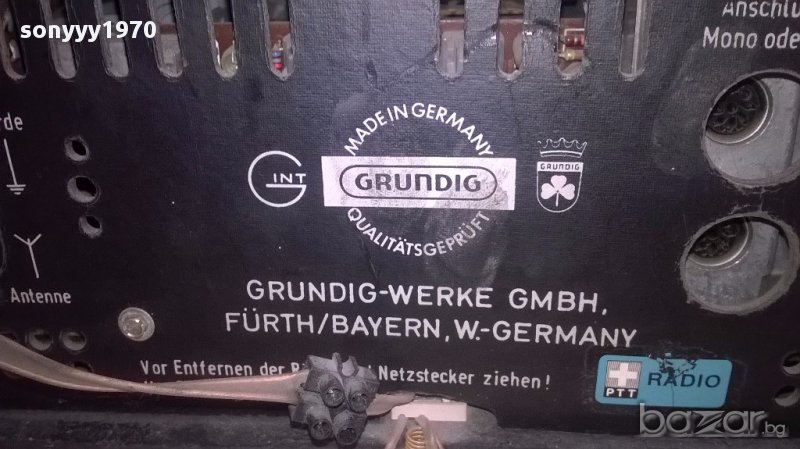 sonyyy1970
Mono ode
rde
MADE IN GERMANY
G INT
GRUNDIG
GRUNDIG
QUALITÄTSGEPRÜFT
Antenne
GRUNDIG-WERKE GMBH,
FÜRTH/BAYERN, W.-GERMANY
Vor Entfernen der Netzstecker ziehen!
PTT RADIO
bazar.bg